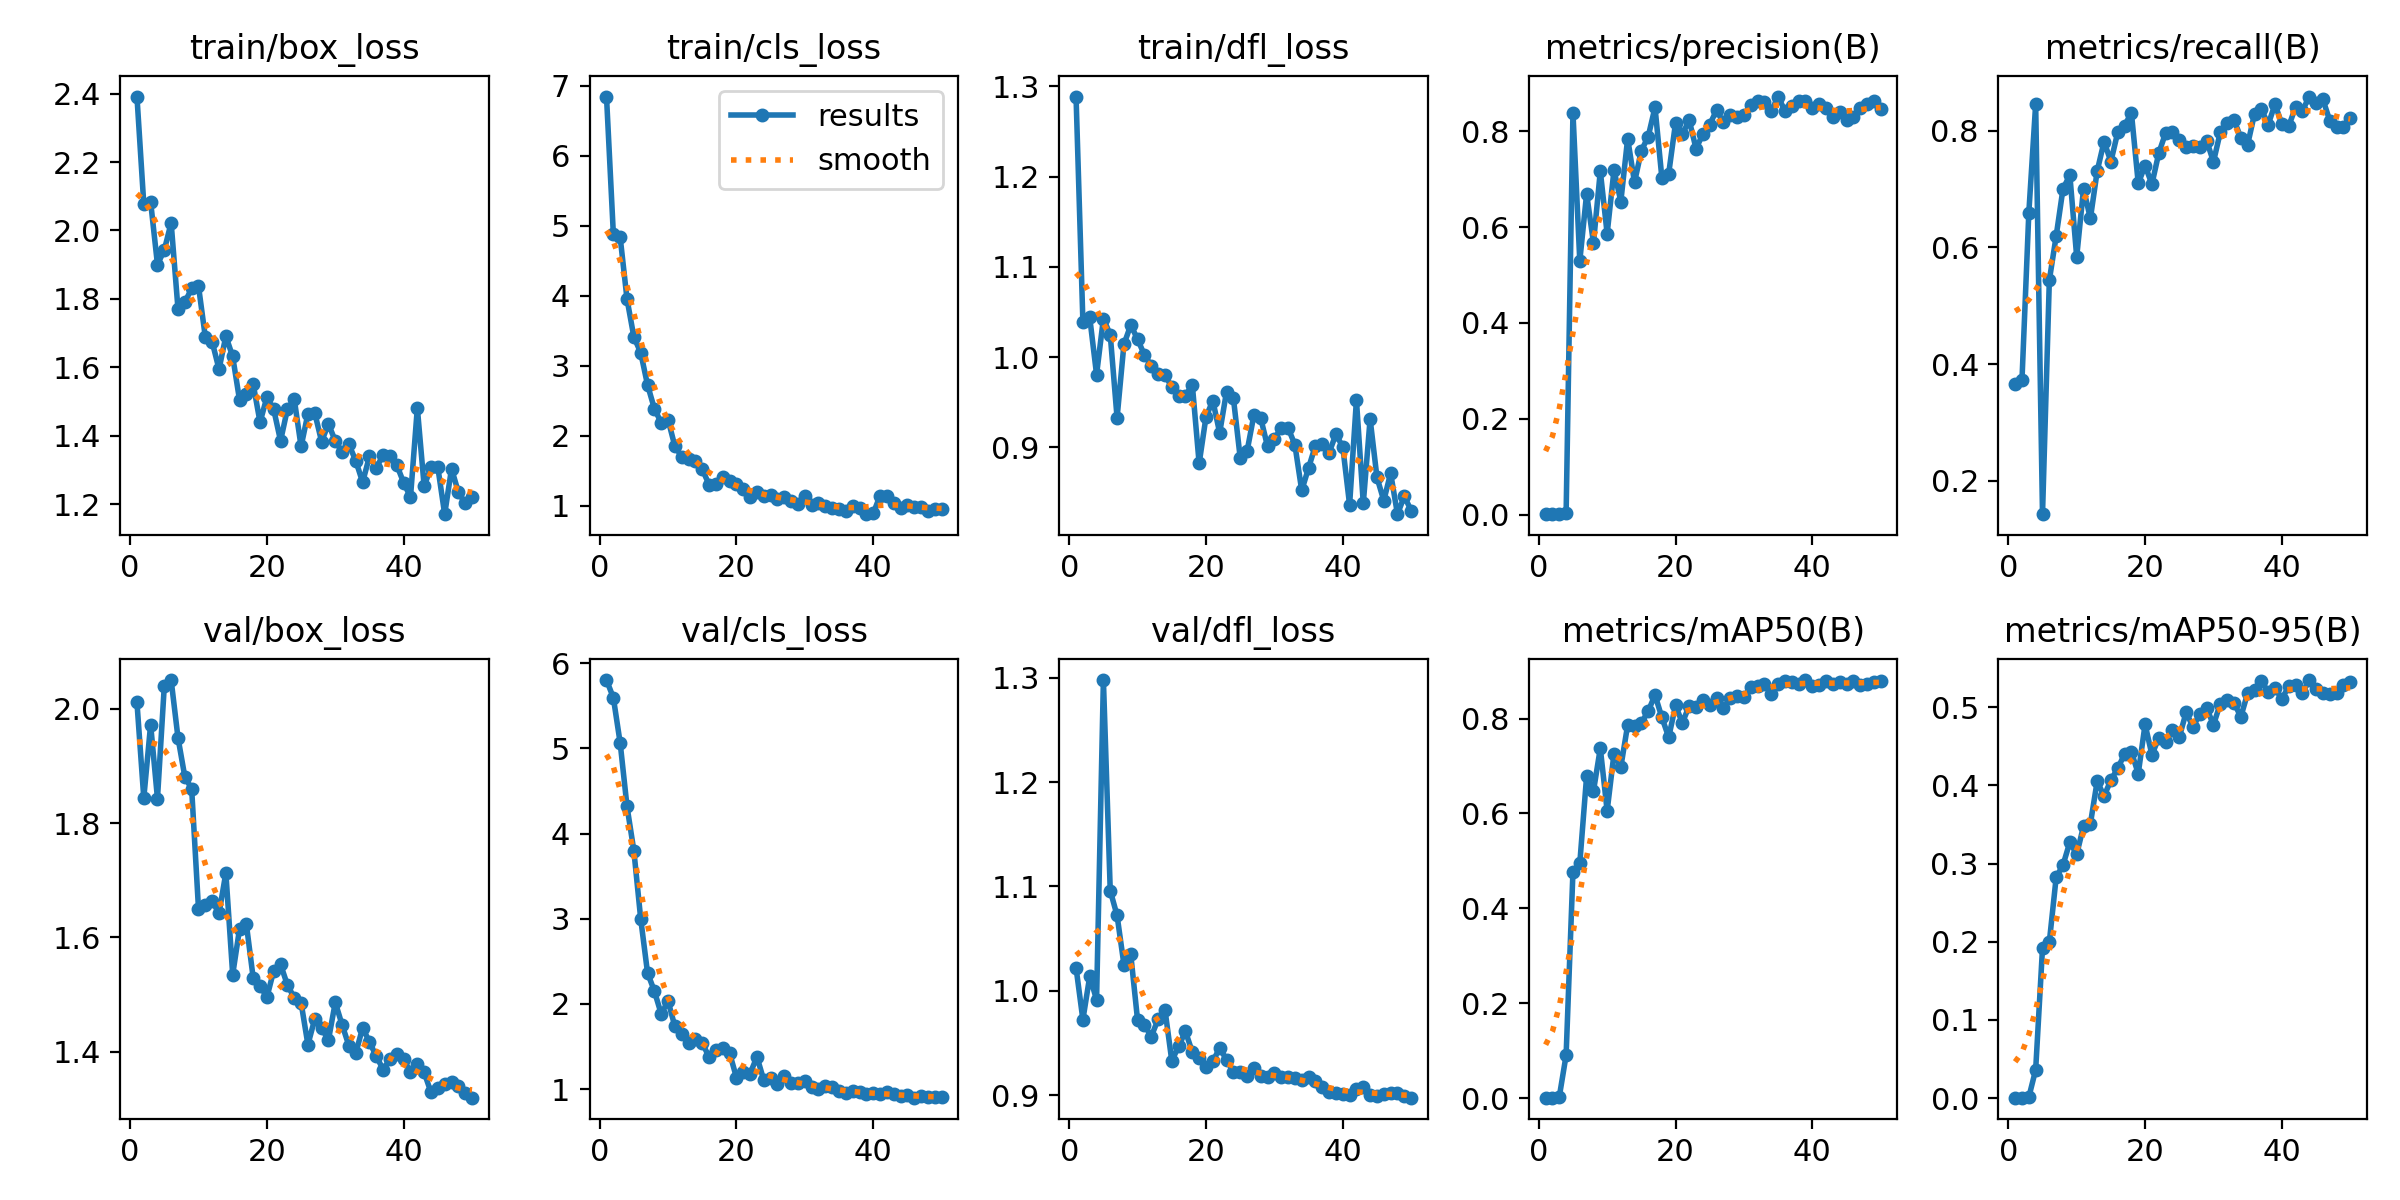 train/box_loss
2.4
2.2
2.0
1.8
1.6
1.4
1.2
0 20 40
train/cls_loss
results
smooth
7
6
5
4
3
2
1
0 20 40
train/dfl_loss
1.3
1.2
1.1
1.0
0.9
0 20 40
metrics/precision(B)
0.8
0.6
0.4
0.2
0.0
0 20 40
metrics/recall(B)
0.8
0.6
0.4
0.2
0 20 40
val/box_loss
2.0
1.8
1.6
1.4
0 20 40
val/cls_loss
6
5
4
3
2
1
0 20 40
val/dfl_loss
1.3
1.2
1.1
1.0
0.9
0 20 40
metrics/mAP50(B)
0.8
0.6
0.4
0.2
0.0
0 20 40
metrics/mAP50-95(B)
0.5
0.4
0.3
0.2
0.1
0.0
0 20 40